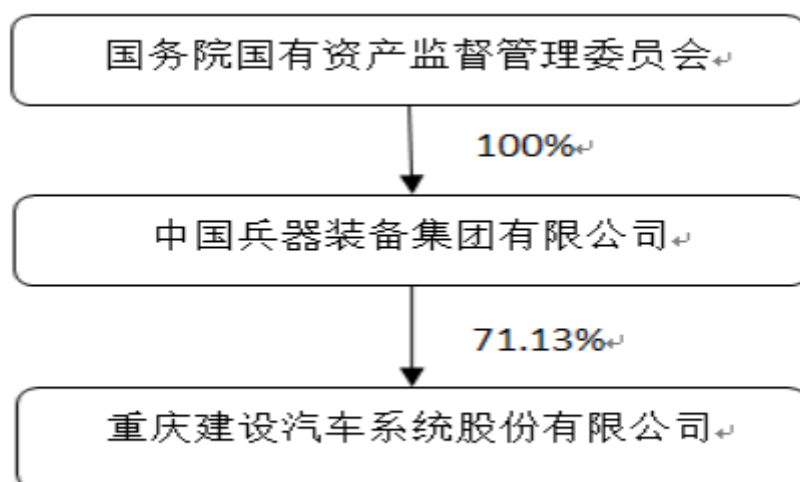 国务院国有资产监督管理委员会
100%
中国兵器装备集团有限公司
71.13%
重庆建设汽车系统股份有限公司